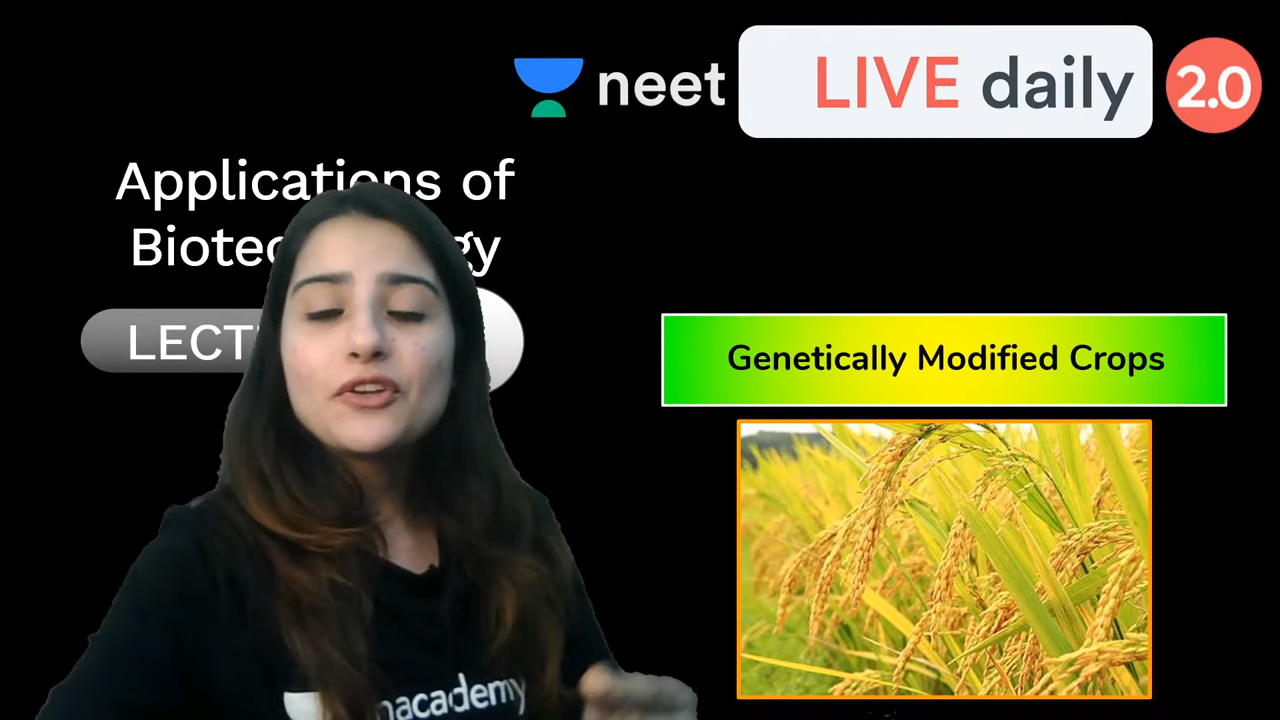 neet LIVE daily 2.0
Applications of
Biotec gy
LECT
Genetically Modified Crops
nacademy